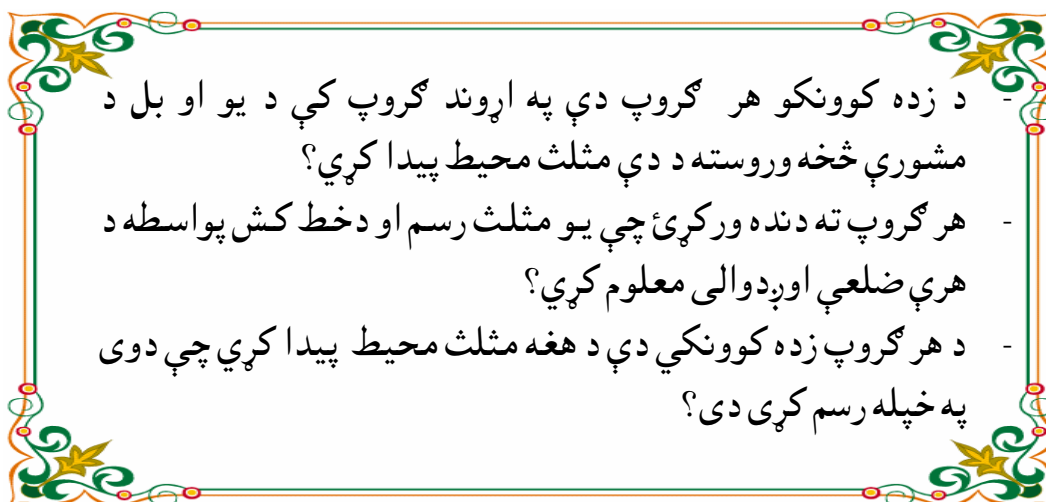 - د زده کوونکو هر ګروپ دې په اړوند ګروپ کې د یو او بل د
مشورې څخه وروسته د دې مثلث محیط پیدا کړي؟
- هر ګروپ ته دنده ورکړئ چې یو مثلث رسم او دخط کش پواسطه د
هرې ضلعې اوږدوالی معلوم کړي؟
- د هر ګروپ زده کوونکي دې د هغه مثلث محیط پیدا کړي چې دوی
په خپله رسم کړی دی؟